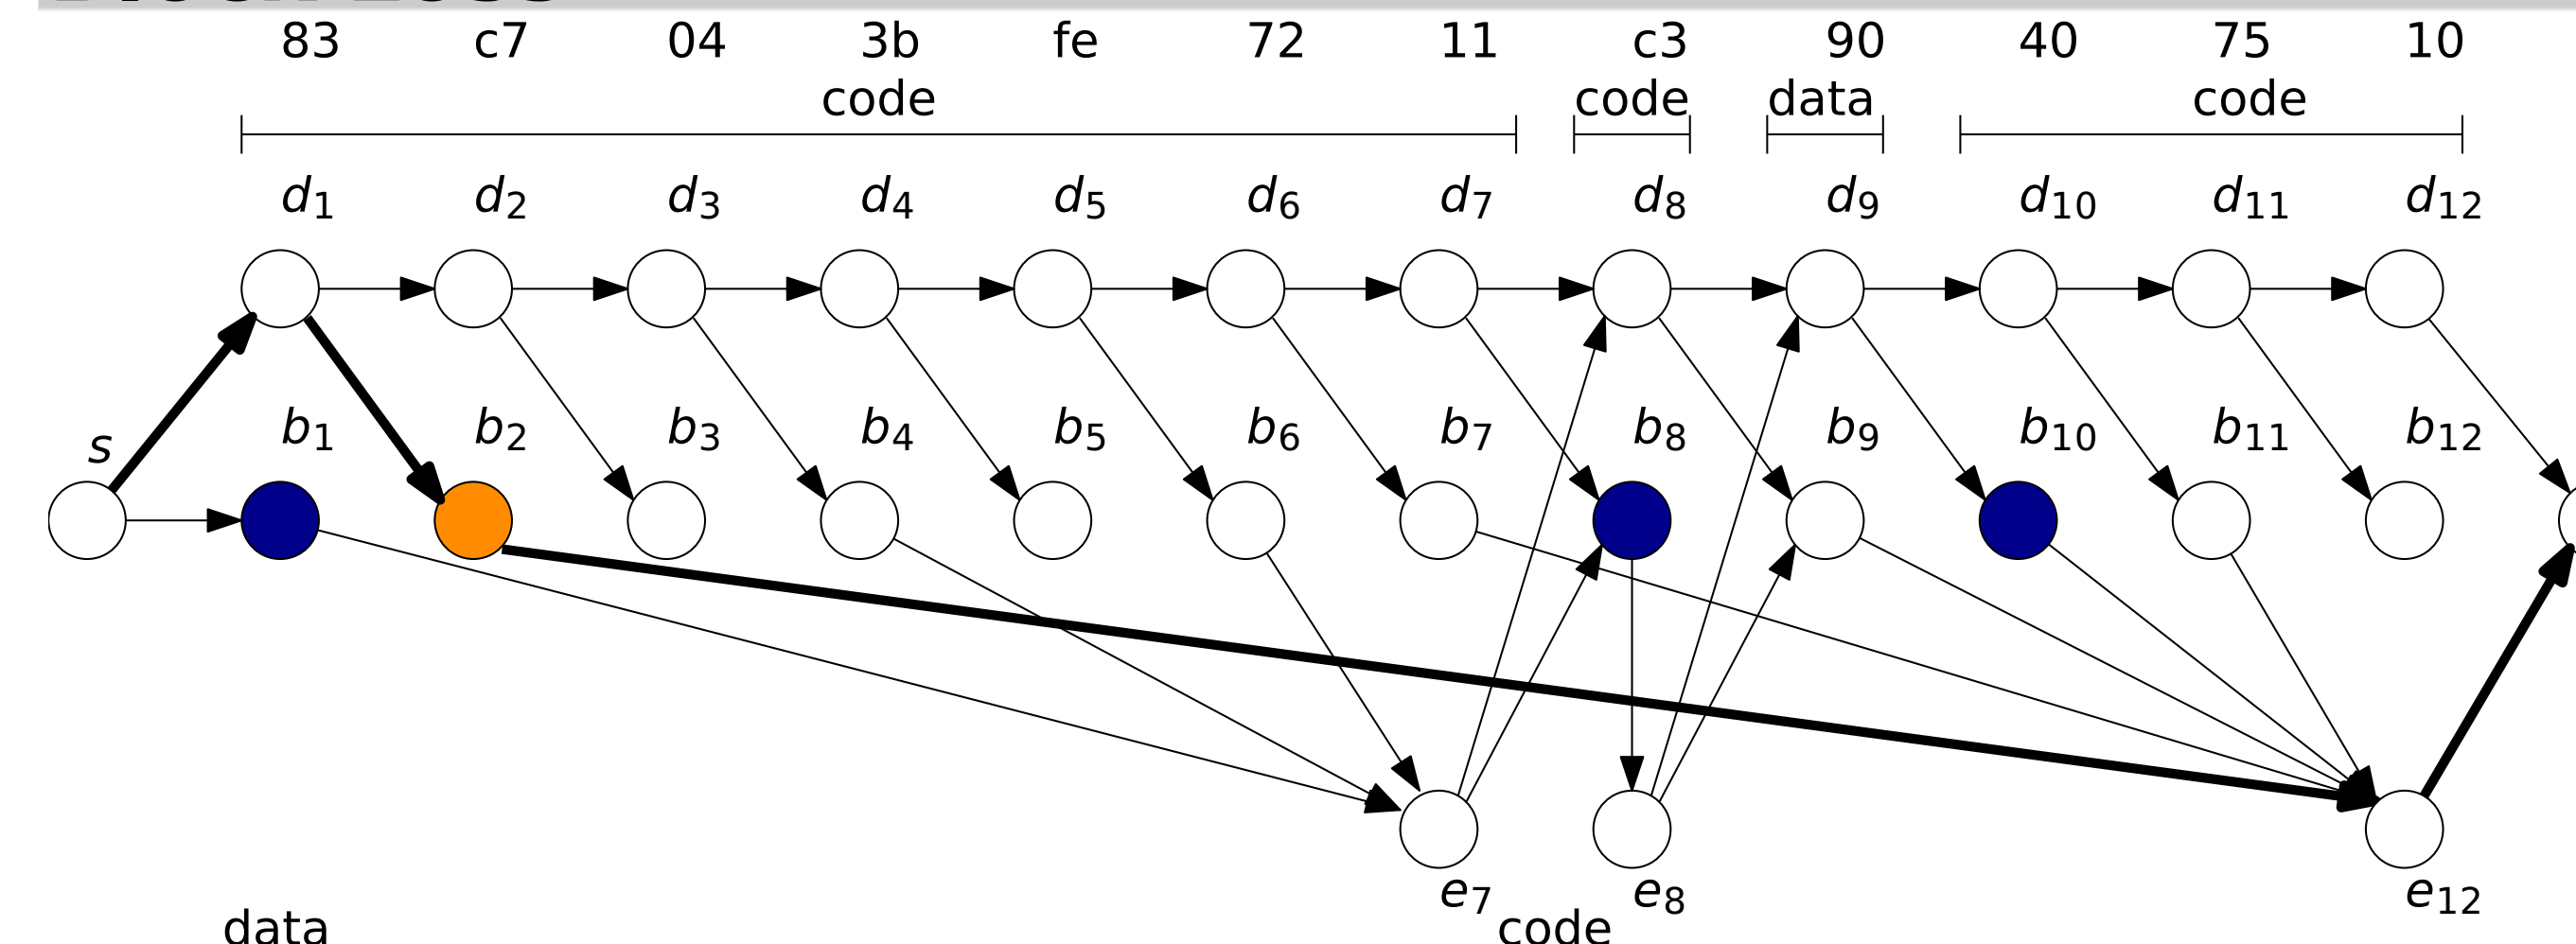 83 c7 04 3b fe 72 11 c3 90 40 75 10
code code data code
d1 d2 d3 d4 d5 d6 d7 d8 d9 d10 d11 d12
s b1 b2 b3 b4 b5 b6 b7 b8 b9 b10 b11 b12
e7 e8 e12
data code